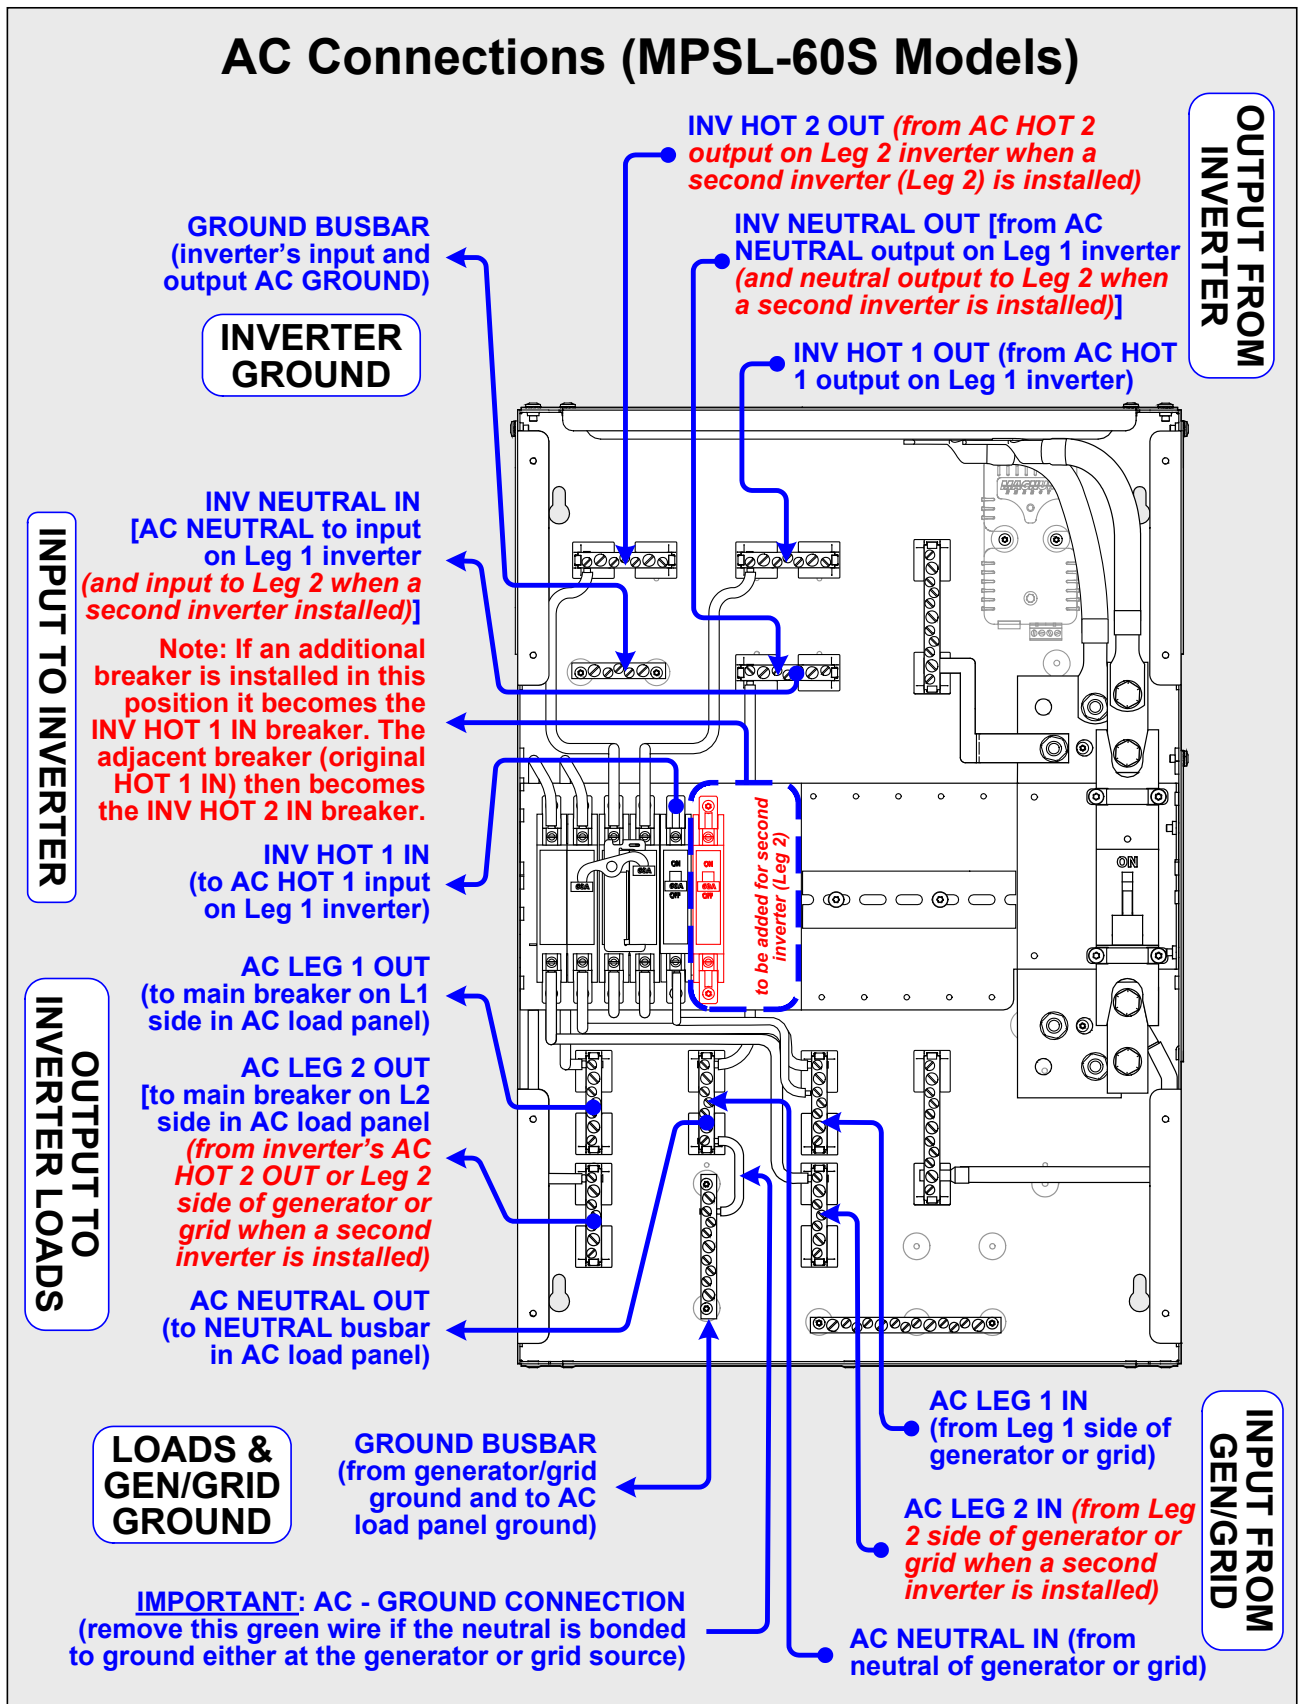 AC Connections (MPSL-60S Models)
INV HOT 2 OUT (from AC HOT 2
output on Leg 2 inverter when a
second inverter (Leg 2) is installed)
OUTPUT FROM
INVERTER
GROUND BUSBAR
(inverter's input and
output AC GROUND)
INV NEUTRAL OUT [from AC
NEUTRAL output on Leg 1 inverter
(and neutral output to Leg 2 when
a second inverter is installed)]
INVERTER
GROUND
INV HOT 1 OUT (from AC HOT
1 output on Leg 1 inverter)
INPUT TO INVERTER
INV NEUTRAL IN
[AC NEUTRAL to input
on Leg 1 inverter
(and input to Leg 2 when a
second inverter installed)]
Note: If an additional
breaker is installed in this
position it becomes the
INV HOT 1 IN breaker. The
adjacent breaker (original
HOT 1 IN) then becomes
the INV HOT 2 IN breaker.
INV HOT 1 IN
(to AC HOT 1 input
on Leg 1 inverter)
60A
60A
ON
60A
OFF
ON
60A
OFF
to be added for second
inverter (Leg 2)
ON
OUTPUT TO
INVERTER LOADS
AC LEG 1 OUT
(to main breaker on L1
side in AC load panel)
AC LEG 2 OUT
[to main breaker on L2
side in AC load panel
(from inverter's AC
HOT 2 OUT or Leg 2
side of generator or
grid when a second
inverter is installed)
AC NEUTRAL OUT
(to NEUTRAL busbar
in AC load panel)
LOADS &
GEN/GRID
GROUND
GROUND BUSBAR
(from generator/grid
ground and to AC
load panel ground)
AC LEG 1 IN
(from Leg 1 side of
generator or grid)
INPUT FROM
GEN/GRID
AC LEG 2 IN (from Leg
2 side of generator or
grid when a second
inverter is installed)
IMPORTANT: AC - GROUND CONNECTION
(remove this green wire if the neutral is bonded
to ground either at the generator or grid source)
AC NEUTRAL IN (from
neutral of generator or grid)